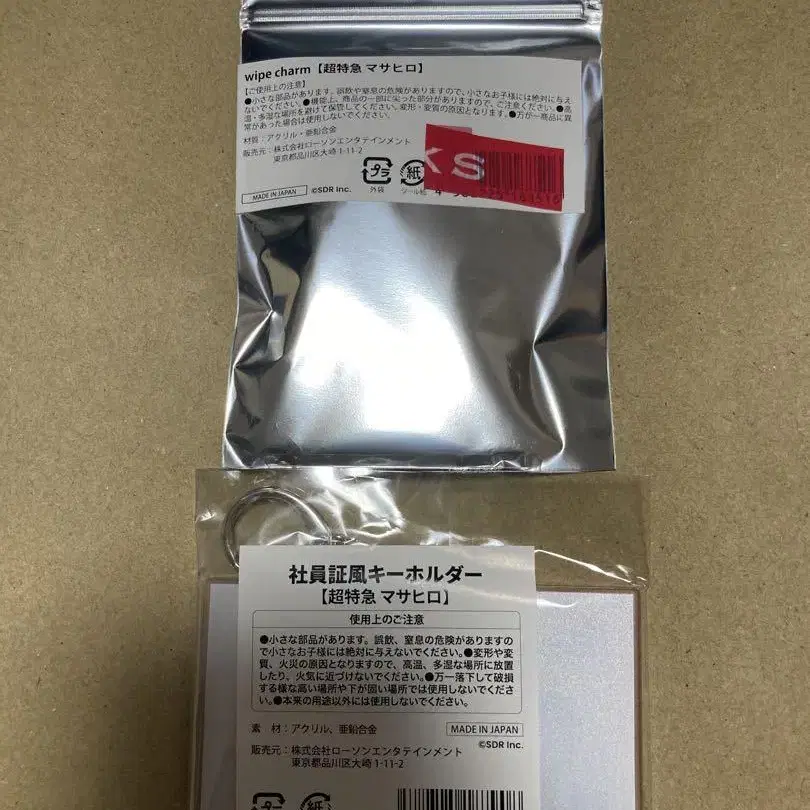 wipe charm【超特急 マサヒロ】
【ご使用上の注意】
●小さな部品があります。誤飲や窒息の危険がありますので、小さなお子様には絶対に与え
ないでください。●機能上、商品の一部に尖った部分がありますので、ご注意ください。●高
温・多湿な場所を避けて保管してください。変形・変質の原因となります。●万が一商品に異
常があった場合は使用しないでください。
材質：アクリル・亜鉛合金
販売元：株式会社ローソンエンタテインメント
東京都品川区大崎 1-11-2
プラ
外袋
紙
シール紙
KS
MADE IN JAPAN
©SDR Inc.
社員証風キーホルダー
【超特急 マサヒロ】
使用上のご注意
●小さな部品があります。誤飲、窒息の危険がありますの
で小さなお子様には絶対に与えないでください。●変形や変
質、火災の原因となりますので、高温、多湿な場所に放置
したり、火気に近づけないでください。●万一落下して破損
する様な高い場所や下が固い場所では使用しないでくださ
い。●本来の用途以外には使用しないでください。
素　材：アクリル、亜鉛合金
MADE IN JAPAN
©SDR Inc.
販売元：株式会社ローソンエンタテインメント
東京都品川区大崎 1-11-2
紙